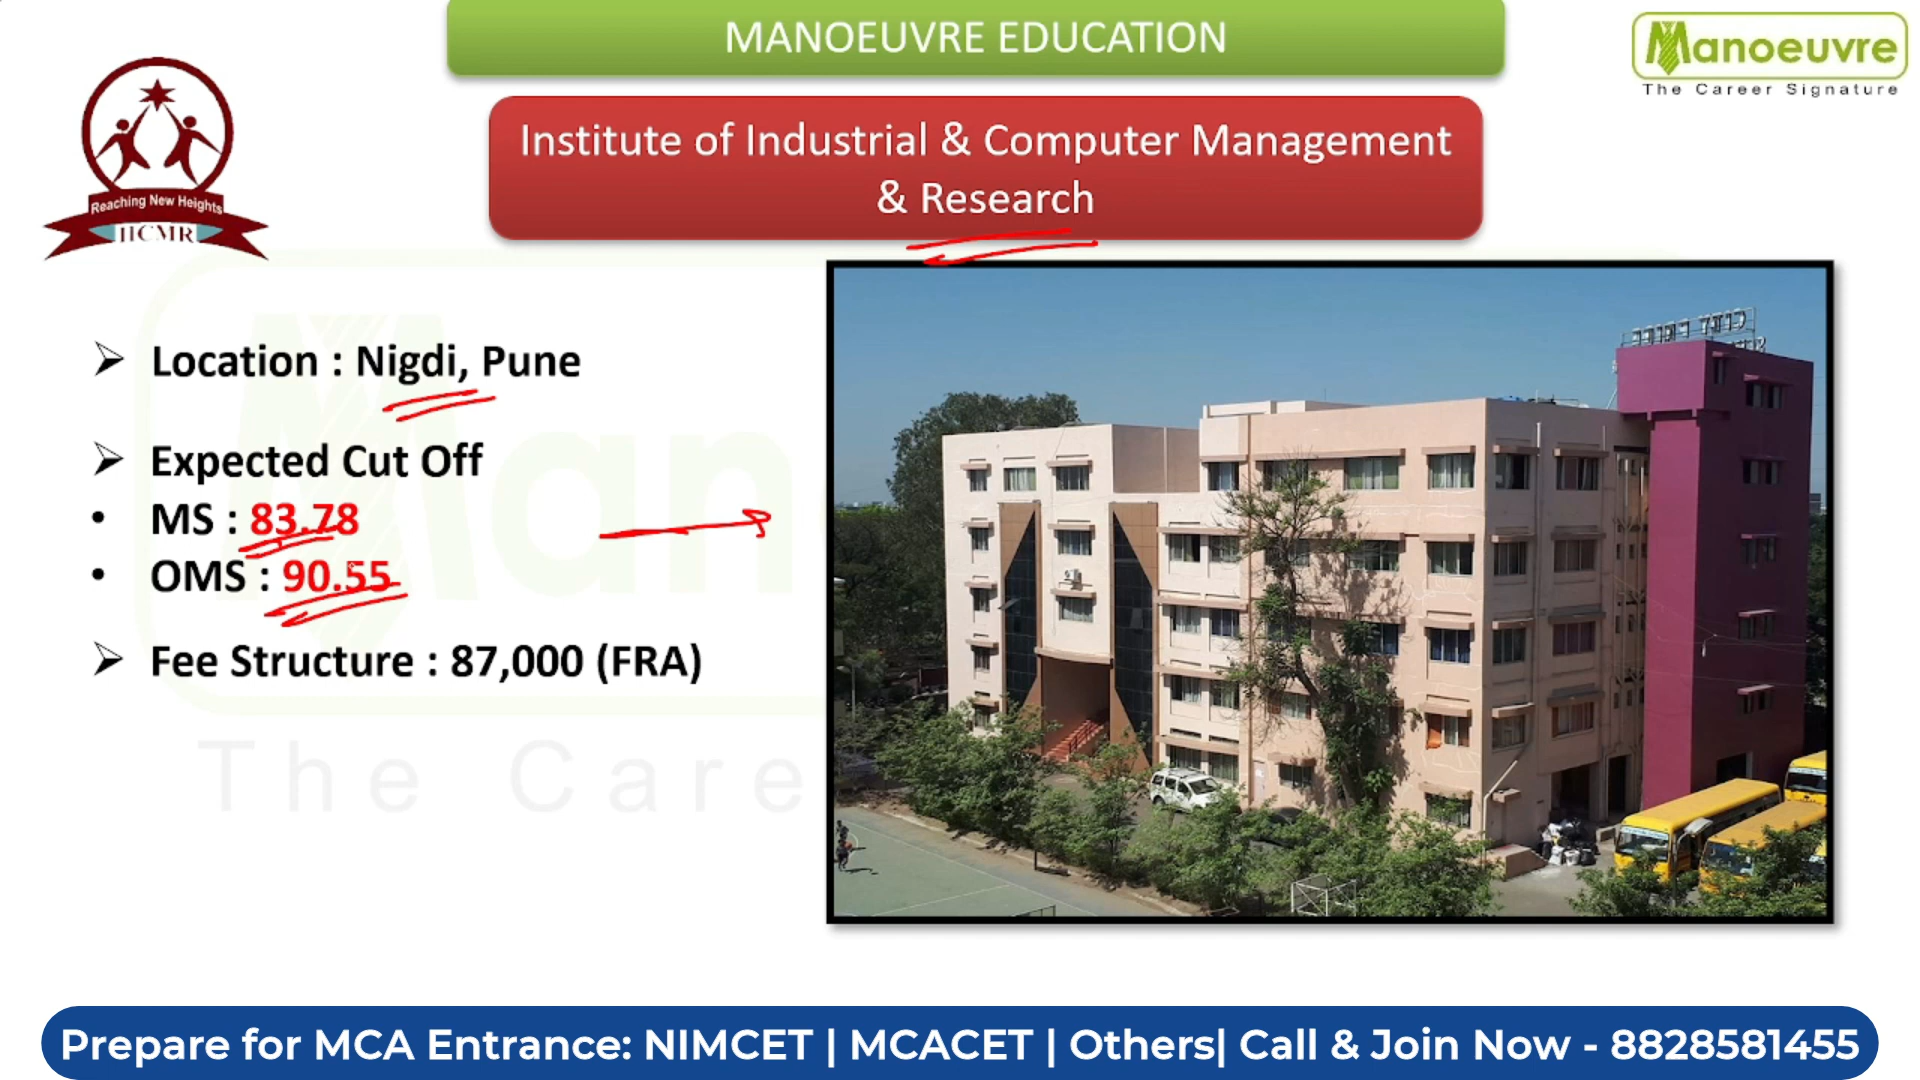 MANOEUVRE EDUCATION
Manoeuvre
The Career Signature
Institute of Industrial & Computer Management
& Research
Reaching New Heights
IICMR
➢ Location : Nigdi, Pune
➢ Expected Cut Off
• MS : 83.78
• OMS : 90.55
➢ Fee Structure : 87,000 (FRA)
The Care
Prepare for MCA Entrance: NIMCET | MCACET | Others| Call & Join Now - 8828581455